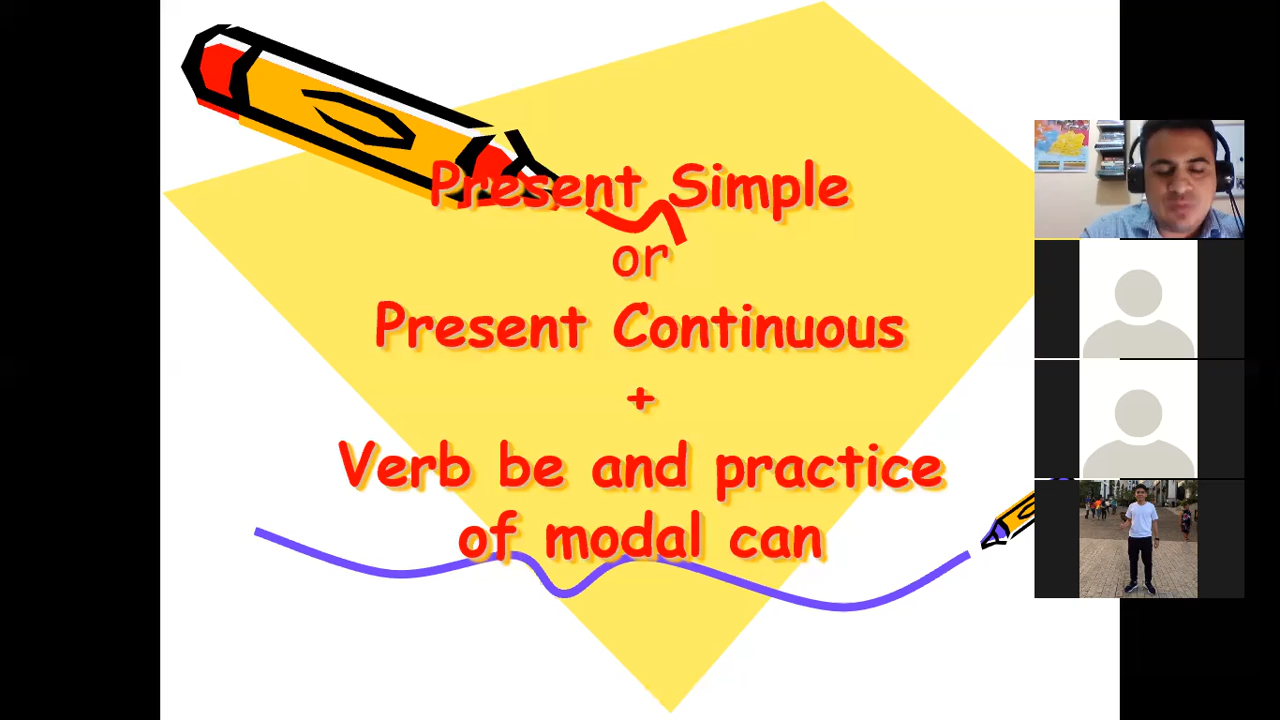 Present Simple
or
Present Continuous
+
Verb be and practice
of modal can